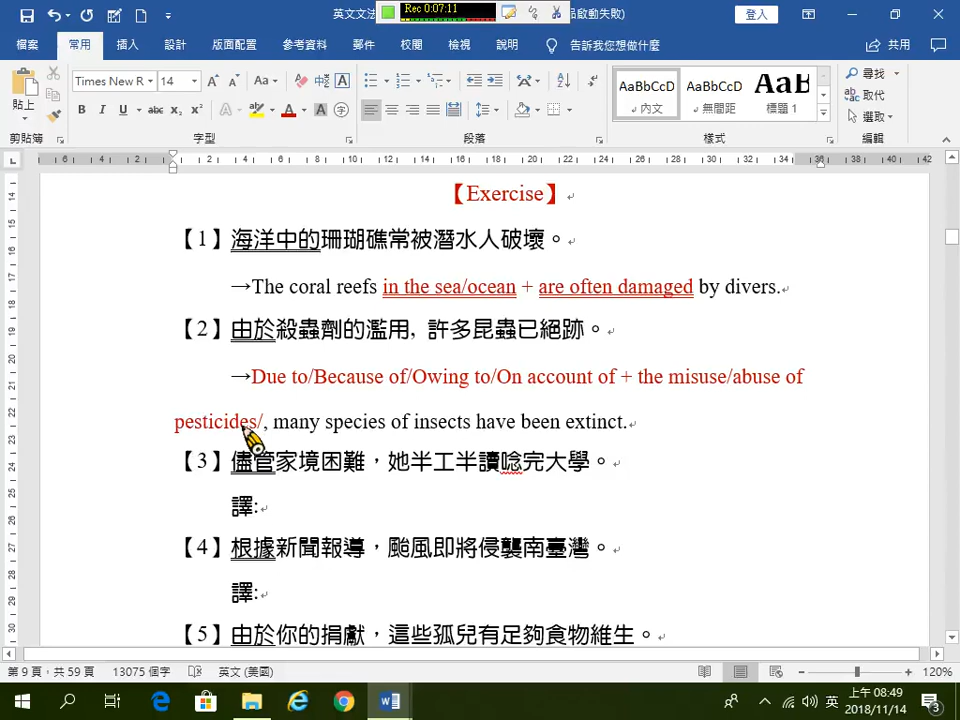 英文文法
Rec 0:07:11
品啟動失敗)
登入
檔案
常用
插入
設計
版面配置
參考資料
郵件
校閱
檢視
說明
告訴我您想做什麼
共用
貼上
剪貼簿
Times New R
14
字型
段落
AaBbCcD
內文
AaBbCcD
無間距
AaBbC
標題 1
樣式
尋找
取代
選取
編輯
【Exercise】
【1】海洋中的珊瑚礁常被潛水人破壞。
→The coral reefs in the sea/ocean + are often damaged by divers.
【2】由於殺蟲劑的濫用, 許多昆蟲已絕跡。
→Due to/Because of/Owing to/On account of + the misuse/abuse of
pesticides/, many species of insects have been extinct.
【3】儘管家境困難，她半工半讀唸完大學。
譯:
【4】根據新聞報導，颱風即將侵襲南臺灣。
譯:
【5】由於你的捐獻，這些孤兒有足夠食物維生。
第 9 頁，共 59 頁
13075 個字
英文 (美國)
120%
英
上午 08:49
2018/11/14
3